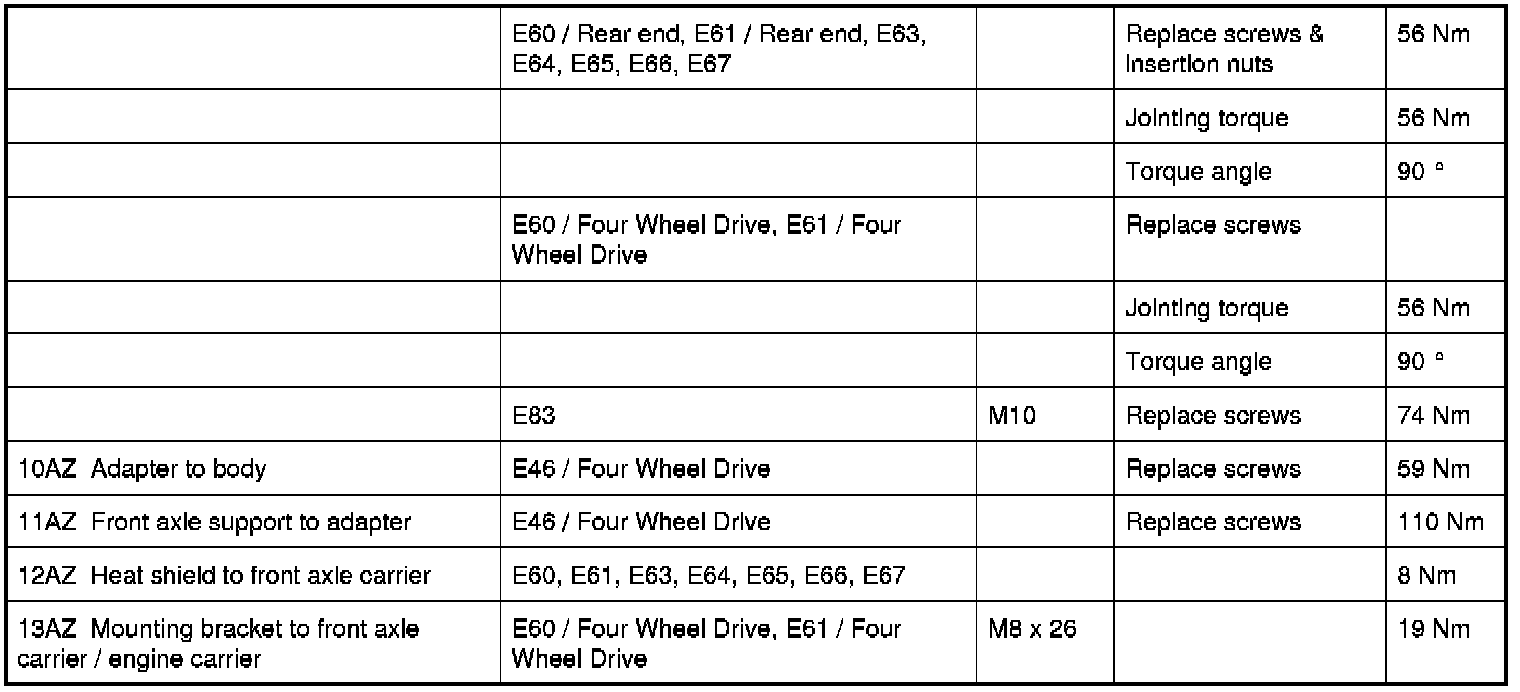 E60 / Rear end, E61 / Rear end, E63, Replace screws & 56 Nm
E64, E65, E66, E67 insertion nuts
Jointing torque 56 Nm
Torque angle 90 °
E60 / Four Wheel Drive, E61 / Four Replace screws
Wheel Drive
Jointing torque 56 Nm
Torque angle 90 °
E83 M10 Replace screws 74 Nm
10AZ Adapter to body E46 / Four Wheel Drive Replace screws 59 Nm
11AZ Front axle support to adapter E46 / Four Wheel Drive Replace screws 110 Nm
12AZ Heat shield to front axle carrier E60, E61, E63, E64, E65, E66, E67 8 Nm
13AZ Mounting bracket to front axle E60 / Four Wheel Drive, E61 / Four M8 x 26 19 Nm
carrier / engine carrier Wheel Drive